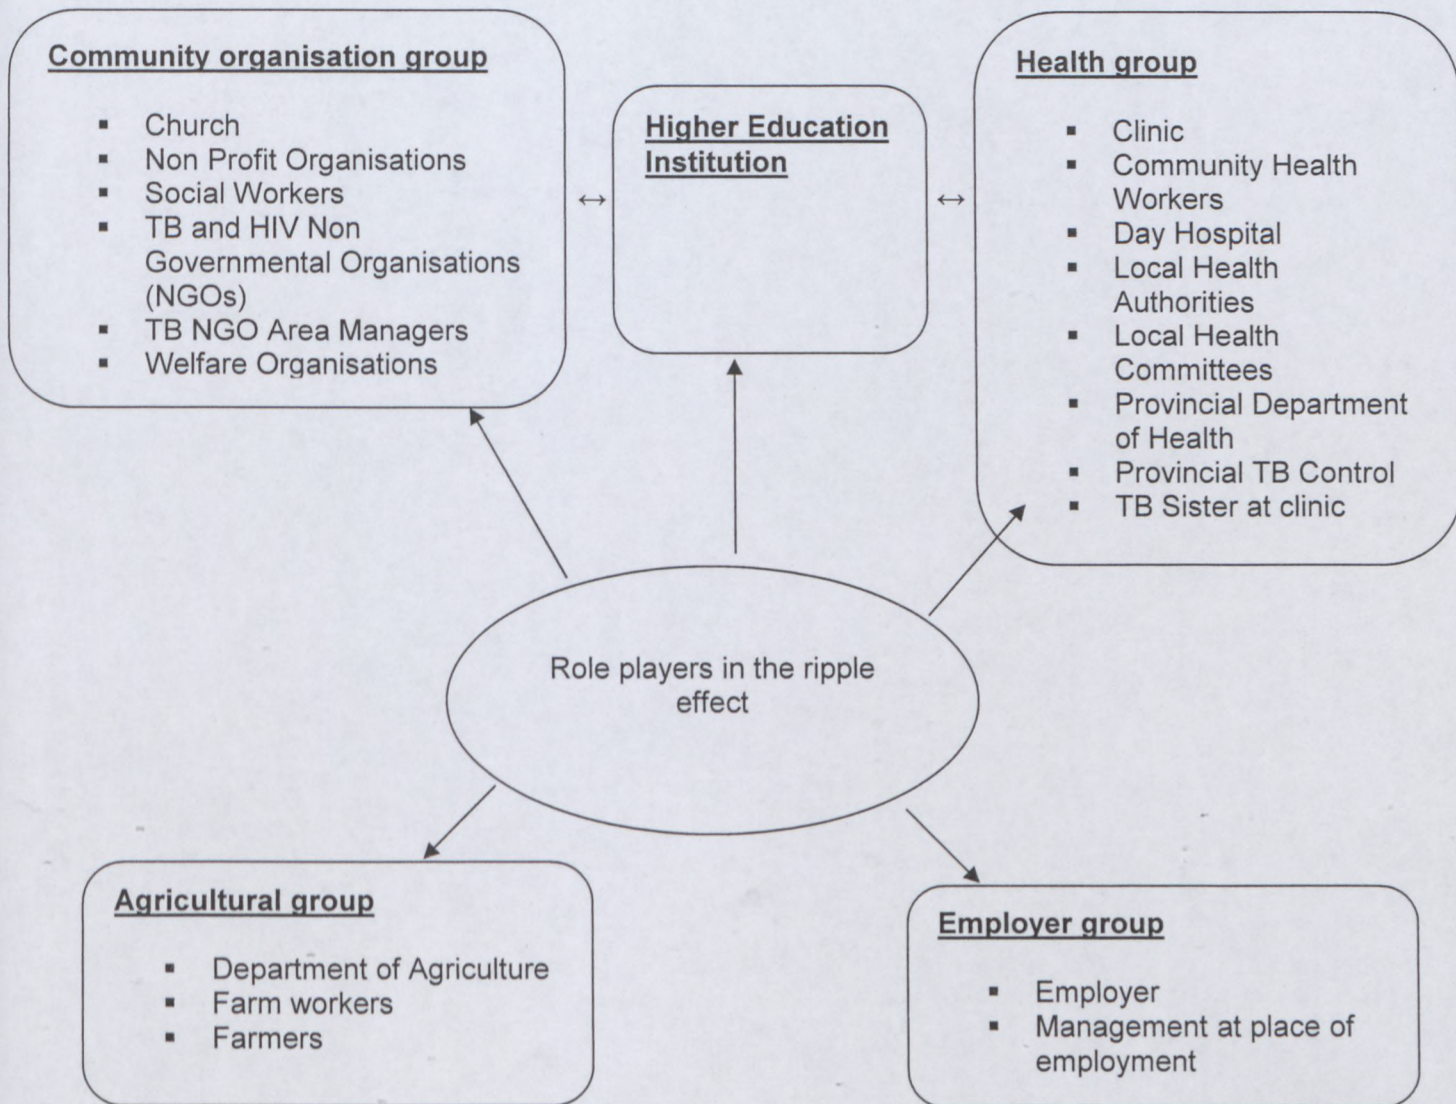 Community organisation group
▪ Church
▪ Non Profit Organisations
▪ Social Workers
▪ TB and HIV Non
Governmental Organisations
(NGOs)
▪ TB NGO Area Managers
▪ Welfare Organisations
Higher Education
Institution
Health group
▪ Clinic
▪ Community Health
Workers
▪ Day Hospital
▪ Local Health
Authorities
▪ Local Health
Committees
▪ Provincial Department
of Health
▪ Provincial TB Control
▪ TB Sister at clinic
Role players in the ripple
effect
Agricultural group
▪ Department of Agriculture
▪ Farm workers
▪ Farmers
Employer group
▪ Employer
▪ Management at place of
employment